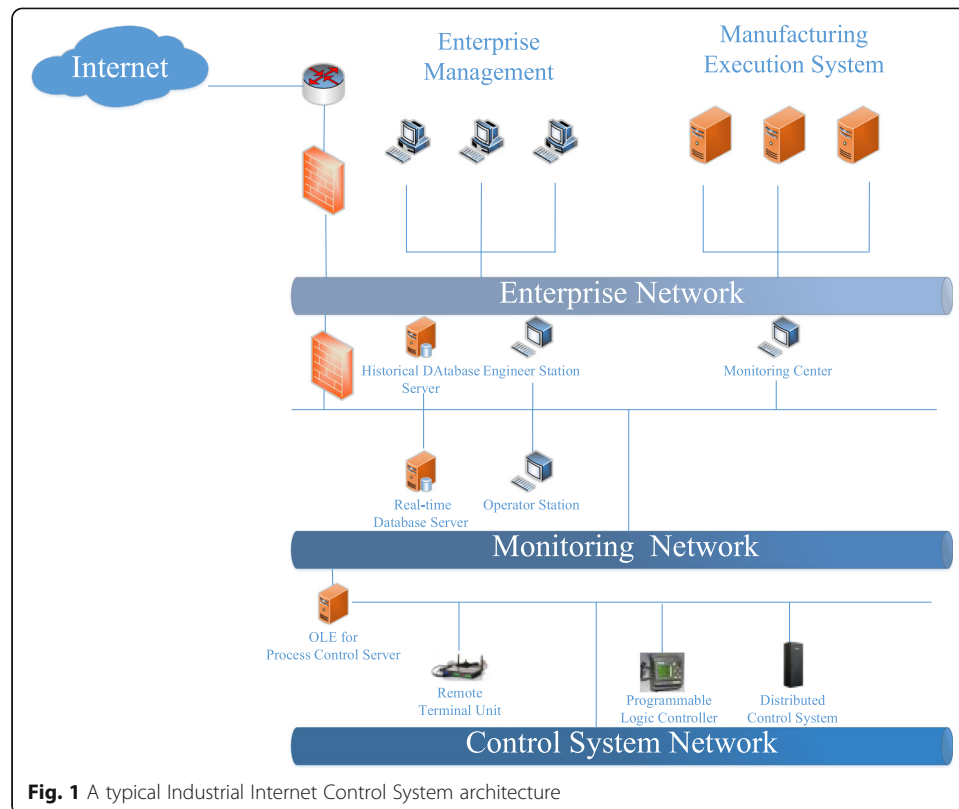 Internet
Enterprise
Management
Manufacturing
Execution System
Enterprise Network
Historical DAtabase
Server
Engineer Station
Monitoring Center
Real-time
Database Server
Operator Station
Monitoring Network
OLE for
Process Control Server
Remote
Terminal Unit
Programmable
Logic Controller
Distributed
Control System
Control System Network
Fig. 1 A typical Industrial Internet Control System architecture